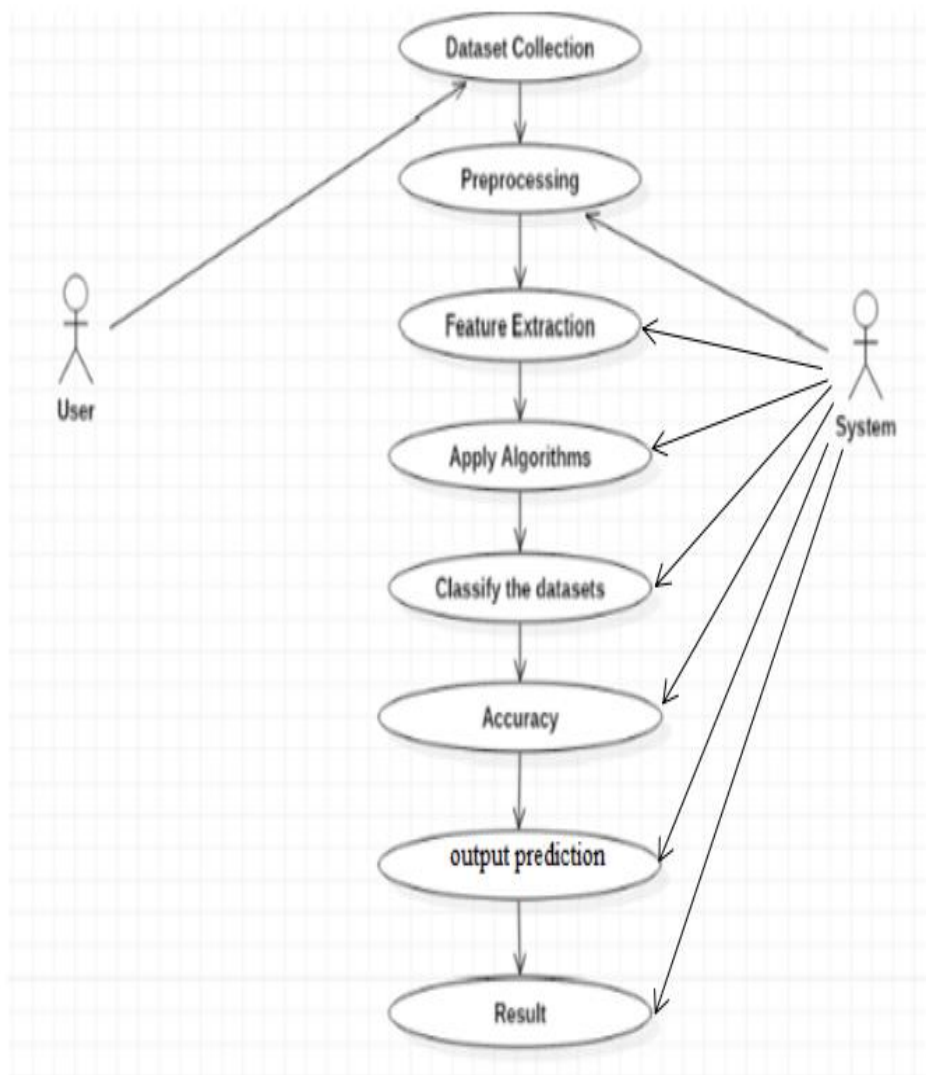 Dataset Collection
Preprocessing
Feature Extraction
User
System
Apply Algorithms
Classify the datasets
Accuracy
output prediction
Result